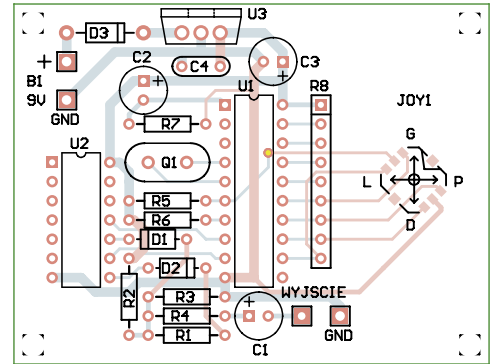 U3
D3
+
C2
+
C4
C3
+
B1
9V
GND
U1
R8
JOY1
R7
G
U2
Q1
L
P
R5
R6
D
D1
D2
R2
R3
R4
R1
+
C1
WYJSCIE
GND